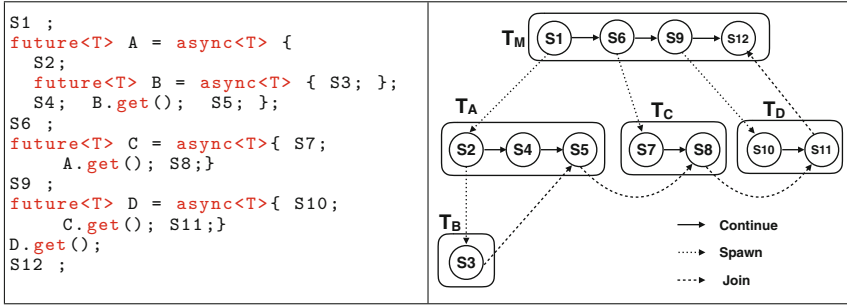 S1 ;
future<T> A = async<T> {
S2;
future<T> B = async<T> { S3; };
S4; B.get(); S5; };
S6 ;
future<T> C = async<T>{ S7;
A.get(); S8;}
S9 ;
future<T> D = async<T>{ S10;
C.get(); S11;}
D.get();
S12 ;
TM
S1 S6 S9 S12
TA
S2 S4 S5
TC
S7 S8
TD
S10 S11
TB
S3
Continue
Spawn
Join